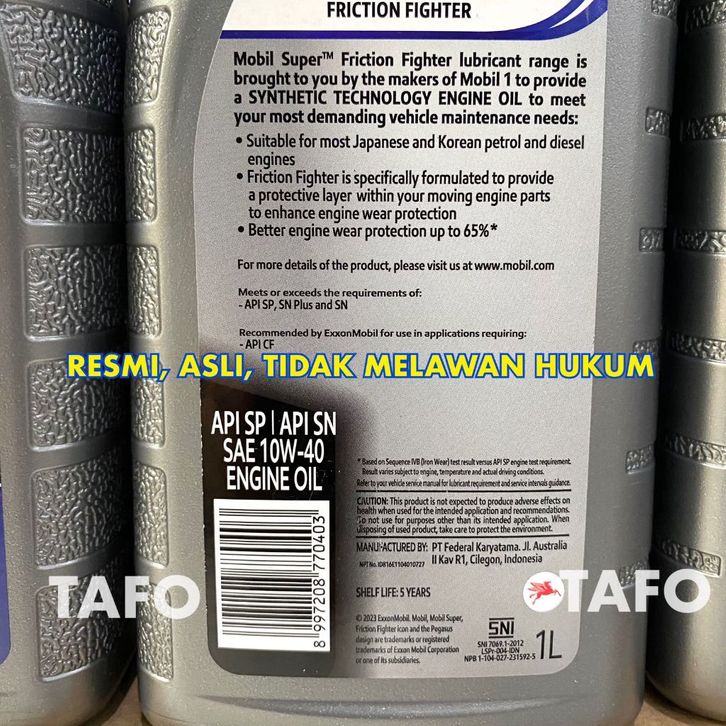 FRICTION FIGHTER
Mobil Super™ Friction Fighter lubricant range is
brought to you by the makers of Mobil 1 to provide
a SYNTHETIC TECHNOLOGY ENGINE OIL to meet
your most demanding vehicle maintenance needs:
• Suitable for most Japanese and Korean petrol and diesel
engines
• Friction Fighter is specifically formulated to provide
a protective layer within your moving engine parts
to enhance engine wear protection
• Better engine wear protection up to 65%*
For more details of the product, please visit us at www.mobil.com
Meets or exceeds the requirements of:
- API SP, SN Plus and SN
Recommended by ExxonMobil for use in applications requiring:
- API CF
RESMI, ASLI, TIDAK MELAWAN HUKUM
API SP | API SN
SAE 10W-40
ENGINE OIL
* Based on Sequence IVB (Iron Wear) test result versus API SP engine test requirement.
Result varies subject to engine, temperature and actual driving conditions.
Refer to your vehicle service manual for lubricant requirement and service intervals guidance.
CAUTION: This product is not expected to produce adverse effects on
health when used for the intended application and recommendations.
To not use for purposes other than its intended application. When
disposing of used product, take care to protect the environment.
MANUFACTURED BY: PT Federal Karyatama. Jl. Australia
II Kav R1, Cilegon, Indonesia
NPT No. IDB16E1104010727
SHELF LIFE: 5 YEARS
8 997208 770403
© 2023 ExxonMobil. Mobil, Mobil Super,
Friction Fighter icon and the Pegasus
design are trademarks or registered
trademarks of Exxon Mobil Corporation
or one of its subsidiaries.
SNI
SNI 7069.1-2012
LSPr-004-IDN
NPB 1-104-027-231592-5
1L
TAFO
OTAFO